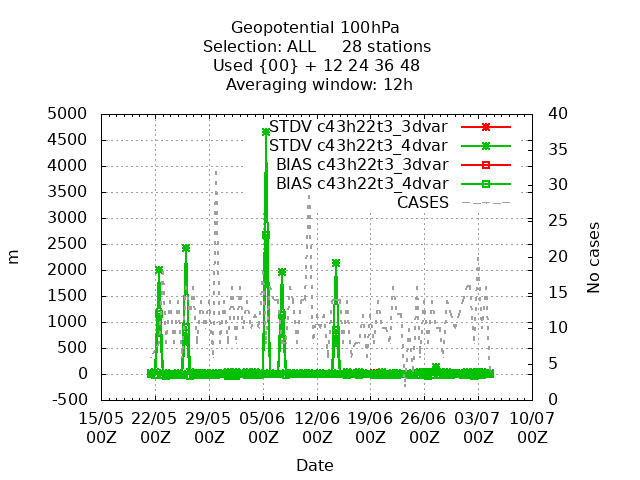 Geopotential 100hPa
Selection: ALL     28 stations
Used {00} + 12 24 36 48
Averaging window: 12h
STDV c43h22t3_3dvar
STDV c43h22t3_4dvar
BIAS c43h22t3_3dvar
BIAS c43h22t3_4dvar
CASES
5000
4500
4000
3500
3000
2500
2000
1500
1000
500
0
-500
m
40
35
30
25
20
15
10
5
0
No cases
15/05 22/05 29/05 05/06 12/06 19/06 26/06 03/07 10/07
00Z 00Z 00Z 00Z 00Z 00Z 00Z 00Z 00Z
Date